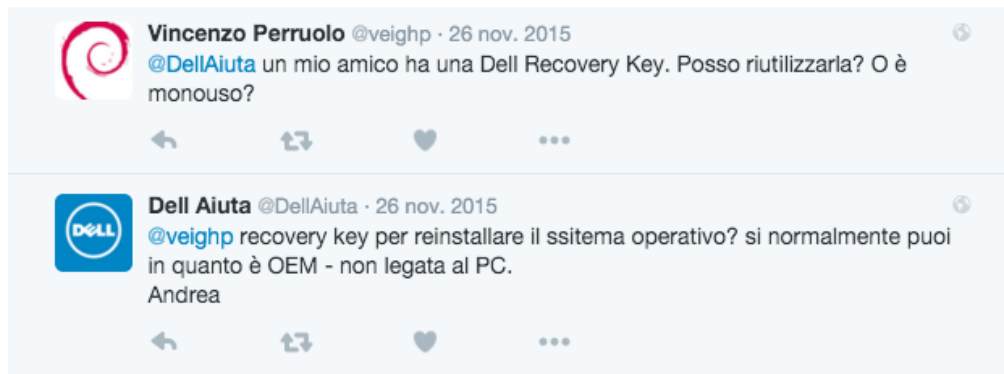 Vincenzo Perruolo @veighp · 26 nov. 2015
@DellAiuta un mio amico ha una Dell Recovery Key. Posso riutilizzarla? O è
monouso?
Dell Aiuta @DellAiuta · 26 nov. 2015
DELL
@veighp recovery key per reinstallare il ssitema operativo? si normalmente puoi
in quanto è OEM - non legata al PC.
Andrea